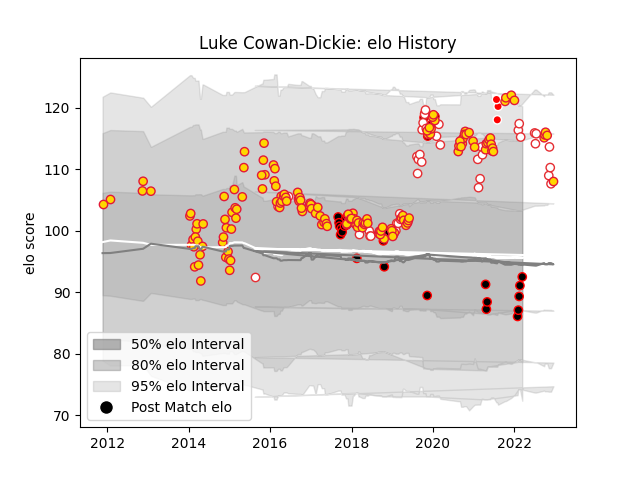 Luke Cowan-Dickie: elo History
elo score
120
110
100
90
80
70
50% elo Interval
80% elo Interval
95% elo Interval
Post Match elo
2012 2014 2016 2018 2020 2022